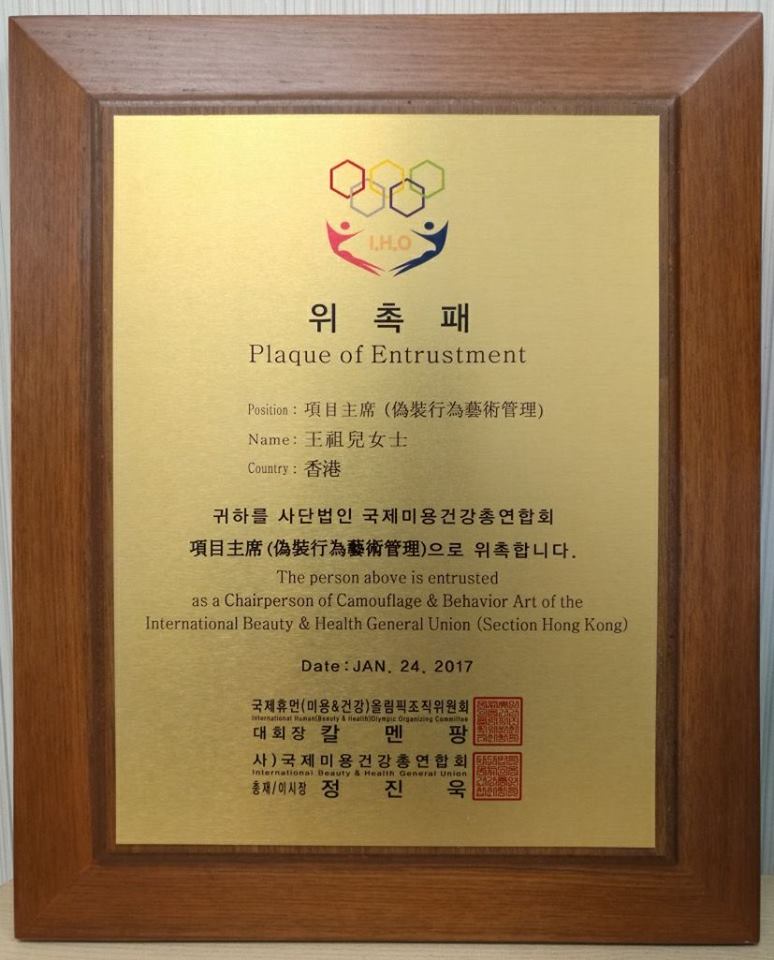 I.H.O
위 촉 패
Plaque of Entrustment
Position : 項目主席 (偽裝行為藝術管理)
Name : 王祖兒女士
Country : 香港
귀하를 사단법인 국제미용건강총연합회
項目主席(偽裝行為藝術管理)으로 위촉합니다.
The person above is entrusted
as a Chairperson of Camouflage & Behavior Art of the
International Beauty & Health General Union (Section Hong Kong)
Date : JAN. 24. 2017
국제휴먼(미용&건강)올림픽조직위원회
International Human(Beauty & Health)Olympic Organizing Committee
대회장 칼 멘 팡
사)국제미용건강총연합회
International Beauty & Health General Union
총재/이시장 정 진 욱